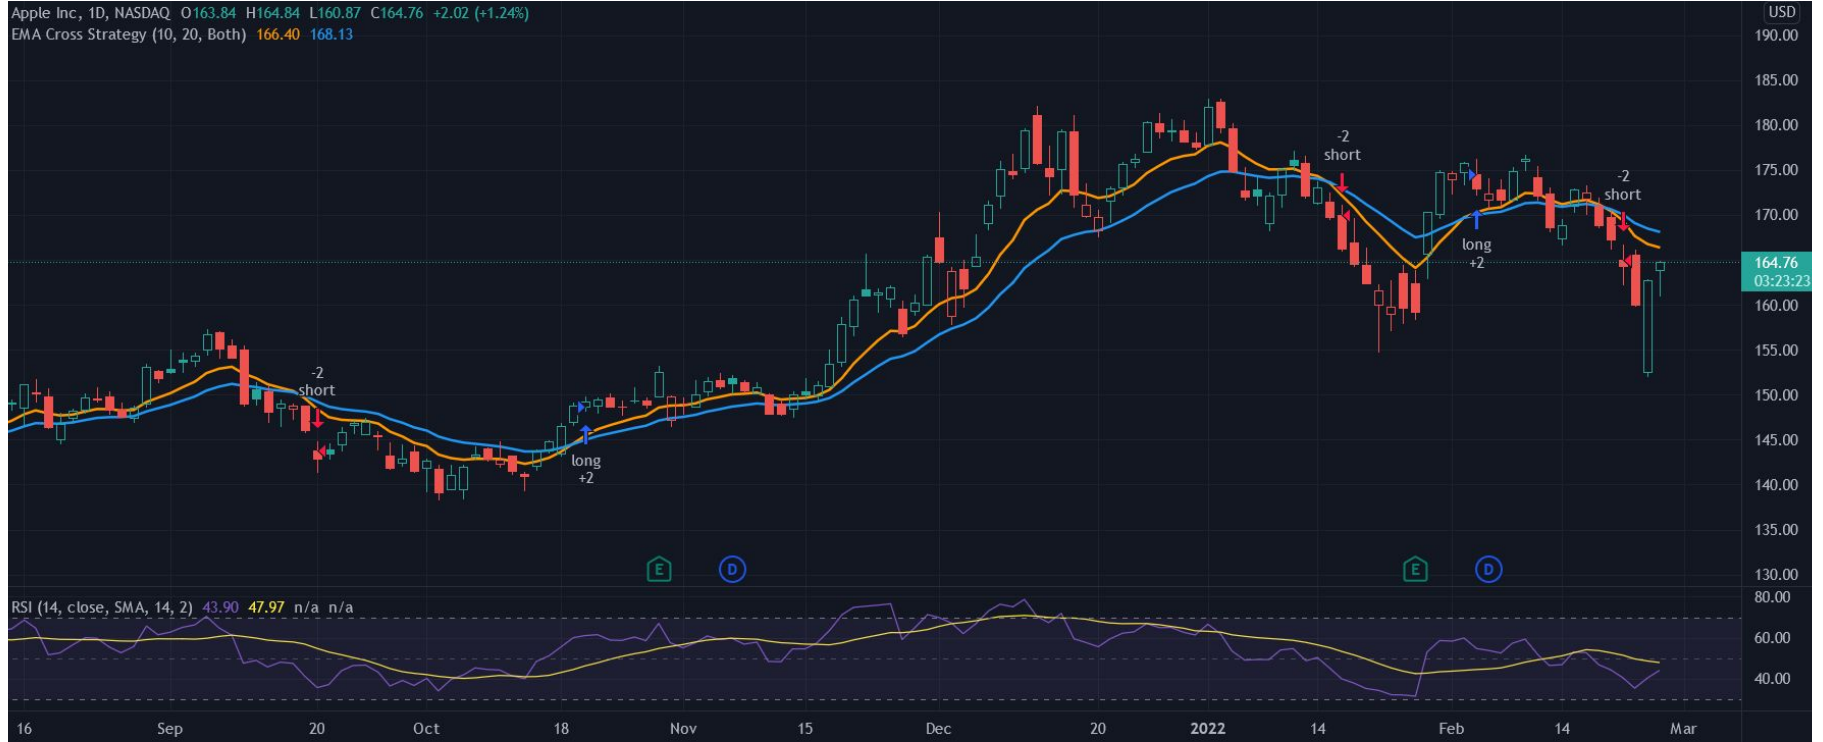 Apple Inc, 1D, NASDAQ O163.84 H164.84 L160.87 C164.76 +2.02 (+1.24%)
USD
EMA Cross Strategy (10, 20, Both) 166.40 168.13
190.00
185.00
180.00
175.00
170.00
164.76
03:23:23
160.00
155.00
150.00
145.00
140.00
135.00
130.00
-2
short
long
+2
-2
short
long
+2
-2
short
E
D
E
D
RSI (14, close, SMA, 14, 2) 43.90 47.97 n/a n/a
80.00
60.00
40.00
16 Sep 20 Oct 18 Nov 15 Dec 20 2022 14 Feb 14 Mar